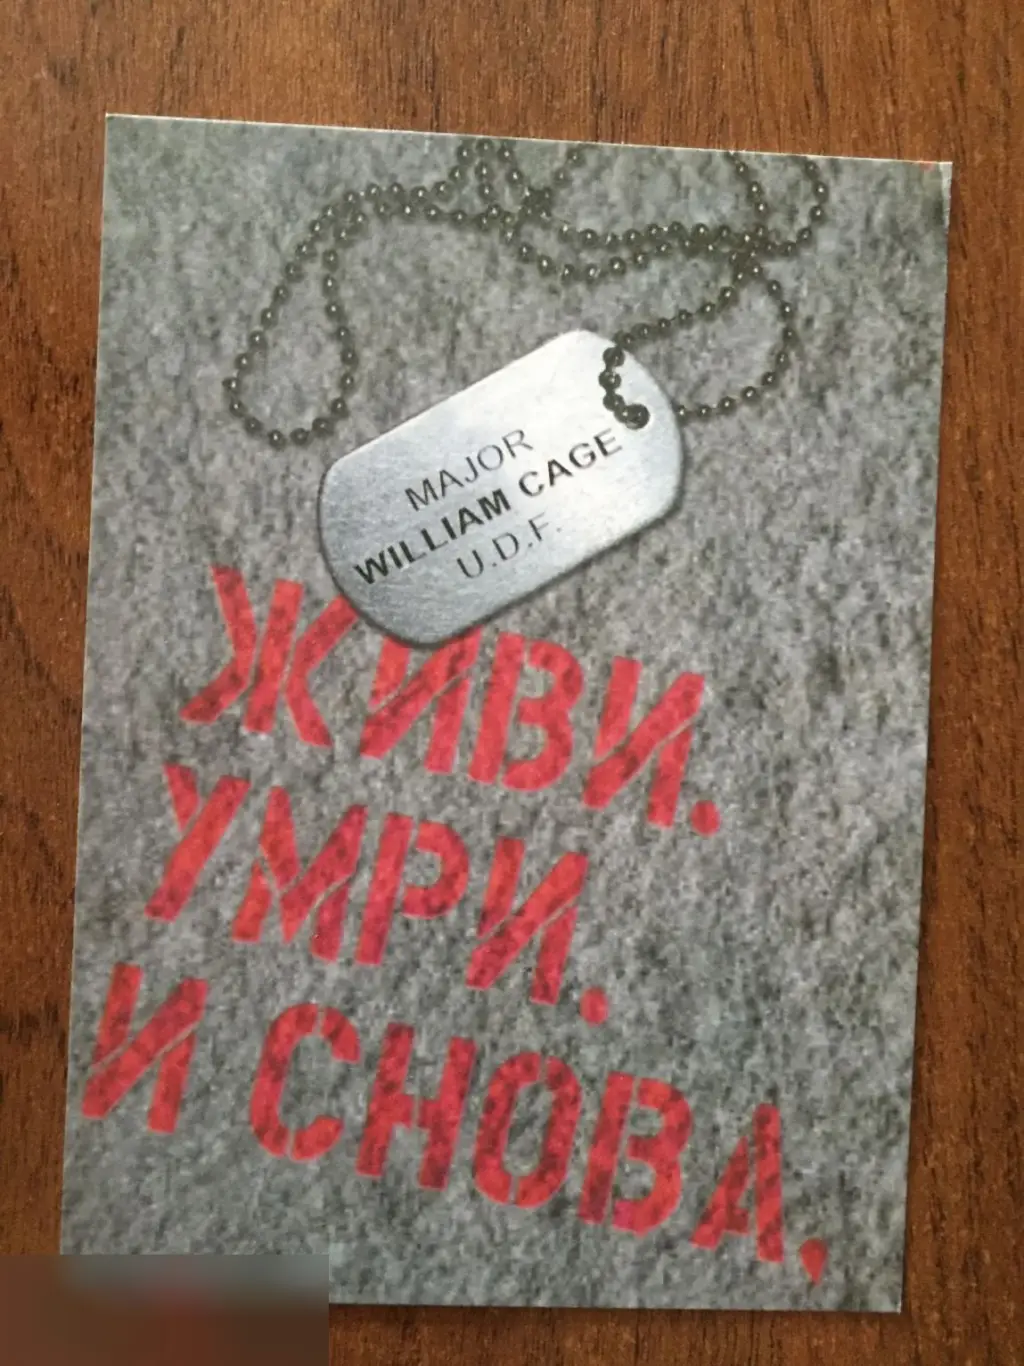 MAJOR
WILLIAM CAGE
U.D.F.
ЖИВИ.
УМРИ.
И СНОВА,